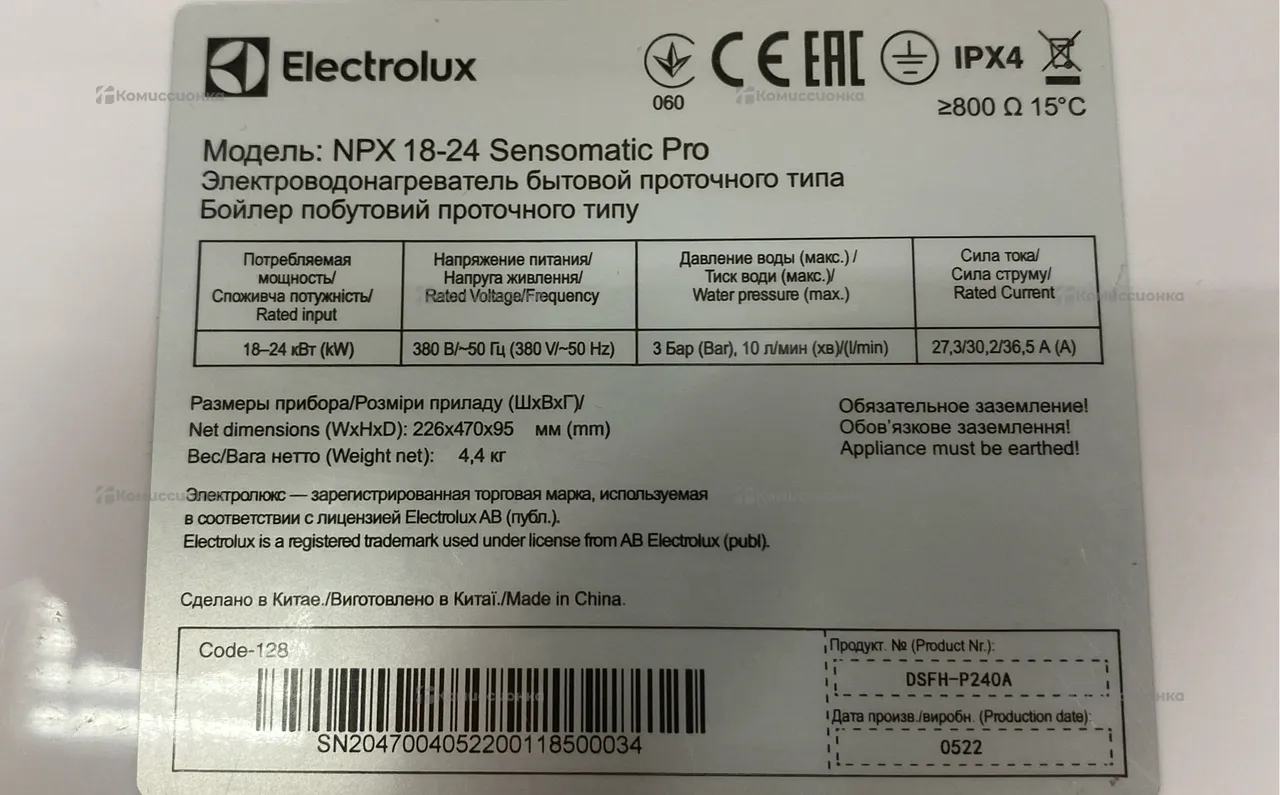 Electrolux
CE EAC IPX4
060
≥800 Ω 15°C
Модель: NPX 18-24 Sensomatic Pro
Электроводонагреватель бытовой проточного типа
Бойлер побутовий проточного типу
Потребляемая
мощность/
Споживча потужність/
Rated input
Напряжение питания/
Напруга живлення/
Rated Voltage/Frequency
Давление воды (макс.) /
Тиск води (макс.)/
Water pressure (max.)
Сила тока/
Сила струму/
Rated Current
18–24 кВт (kW)
380 В/~50 Гц (380 V/~50 Hz)
3 Бар (Bar), 10 л/мин (хв)/(l/min)
27,3/30,2/36,5 А (A)
Размеры прибора/Розміри приладу (ШхВхГ)/
Net dimensions (WxHxD): 226x470x95 мм (mm)
Вес/Вага нетто (Weight net): 4,4 кг
Обязательное заземление!
Обов'язкове заземлення!
Appliance must be earthed!
Электролюкс — зарегистрированная торговая марка, используемая
в соответствии с лицензией Electrolux AB (публ.).
Electrolux is a registered trademark used under license from AB Electrolux (publ).
Сделано в Китае./Виготовлено в Китаї./Made in China.
Code-128
SN2047004052200118500034
Продукт. № (Product Nr.):
DSFH-P240A
Дата произв./виробн. (Production date):
0522
Комиссионка
Комиссионка
Комиссионка
Комиссионка